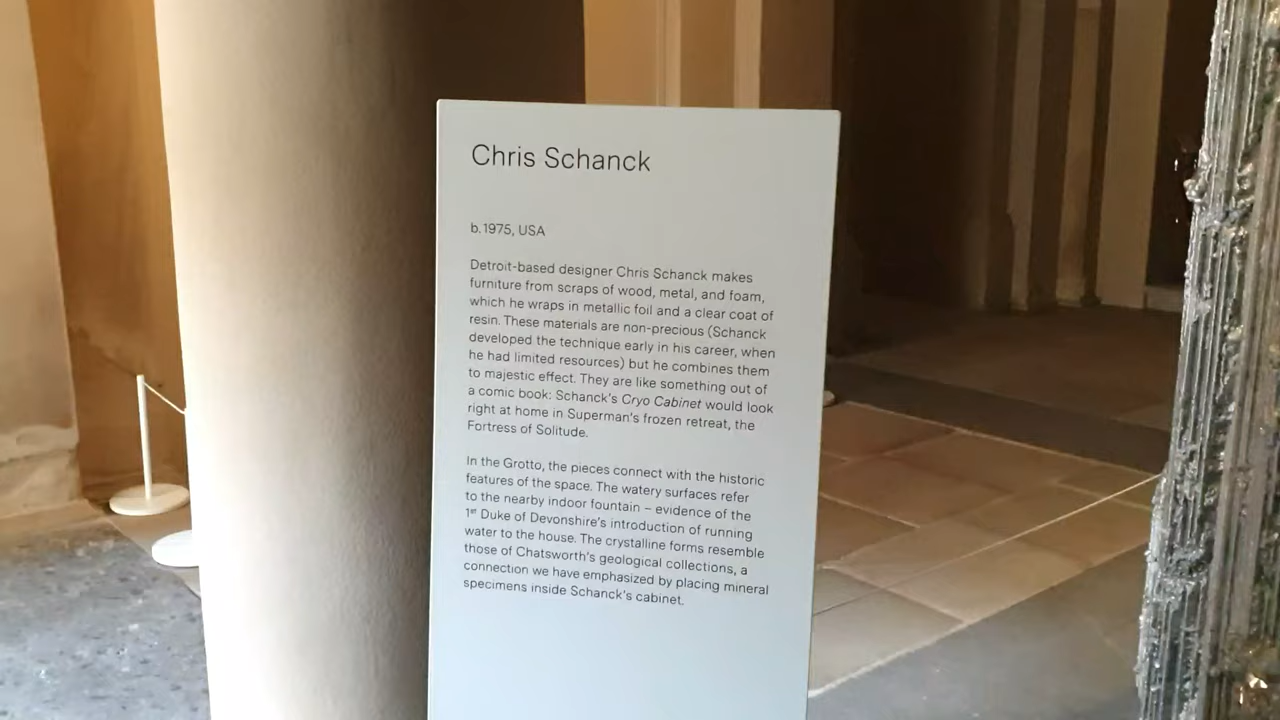 Chris Schanck
b. 1975, USA
Detroit-based designer Chris Schanck makes
furniture from scraps of wood, metal, and foam,
which he wraps in metallic foil and a clear coat of
resin. These materials are non-precious (Schanck
developed the technique early in his career, when
he had limited resources) but he combines them
to majestic effect. They are like something out of
a comic book: Schanck's Cryo Cabinet would look
right at home in Superman's frozen retreat, the
Fortress of Solitude.
In the Grotto, the pieces connect with the historic
features of the space. The watery surfaces refer
to the nearby indoor fountain – evidence of the
1st Duke of Devonshire's introduction of running
water to the house. The crystalline forms resemble
those of Chatsworth's geological collections, a
connection we have emphasized by placing mineral
specimens inside Schanck's cabinet.